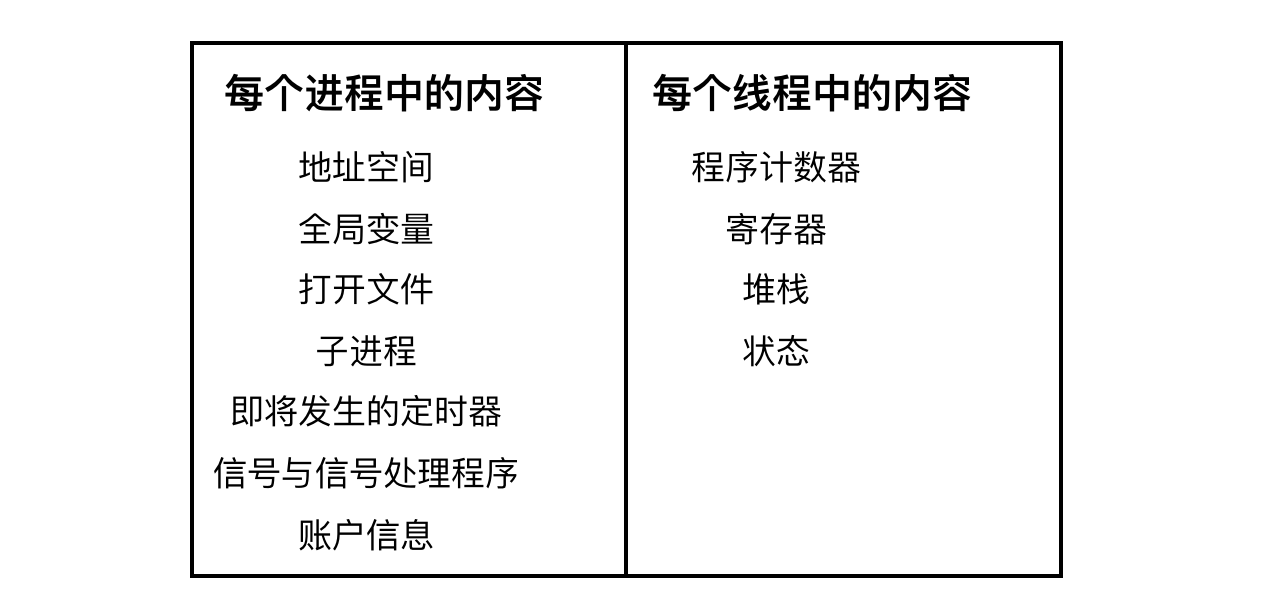 每个进程中的内容
地址空间
全局变量
打开文件
子进程
即将发生的定时器
信号与信号处理程序
账户信息
每个线程中的内容
程序计数器
寄存器
堆栈
状态